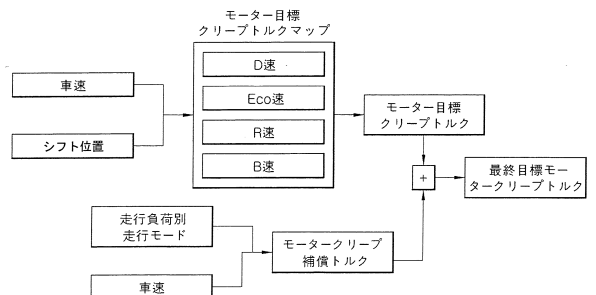 モーター目標
クリープトルクマップ
D速
車速
Eco速
モーター目標
クリープトルク
シフト位置
R速
B速
+
最終目標モー
タークリープトルク
走行負荷別
走行モード
モータークリープ
補償トルク
車速